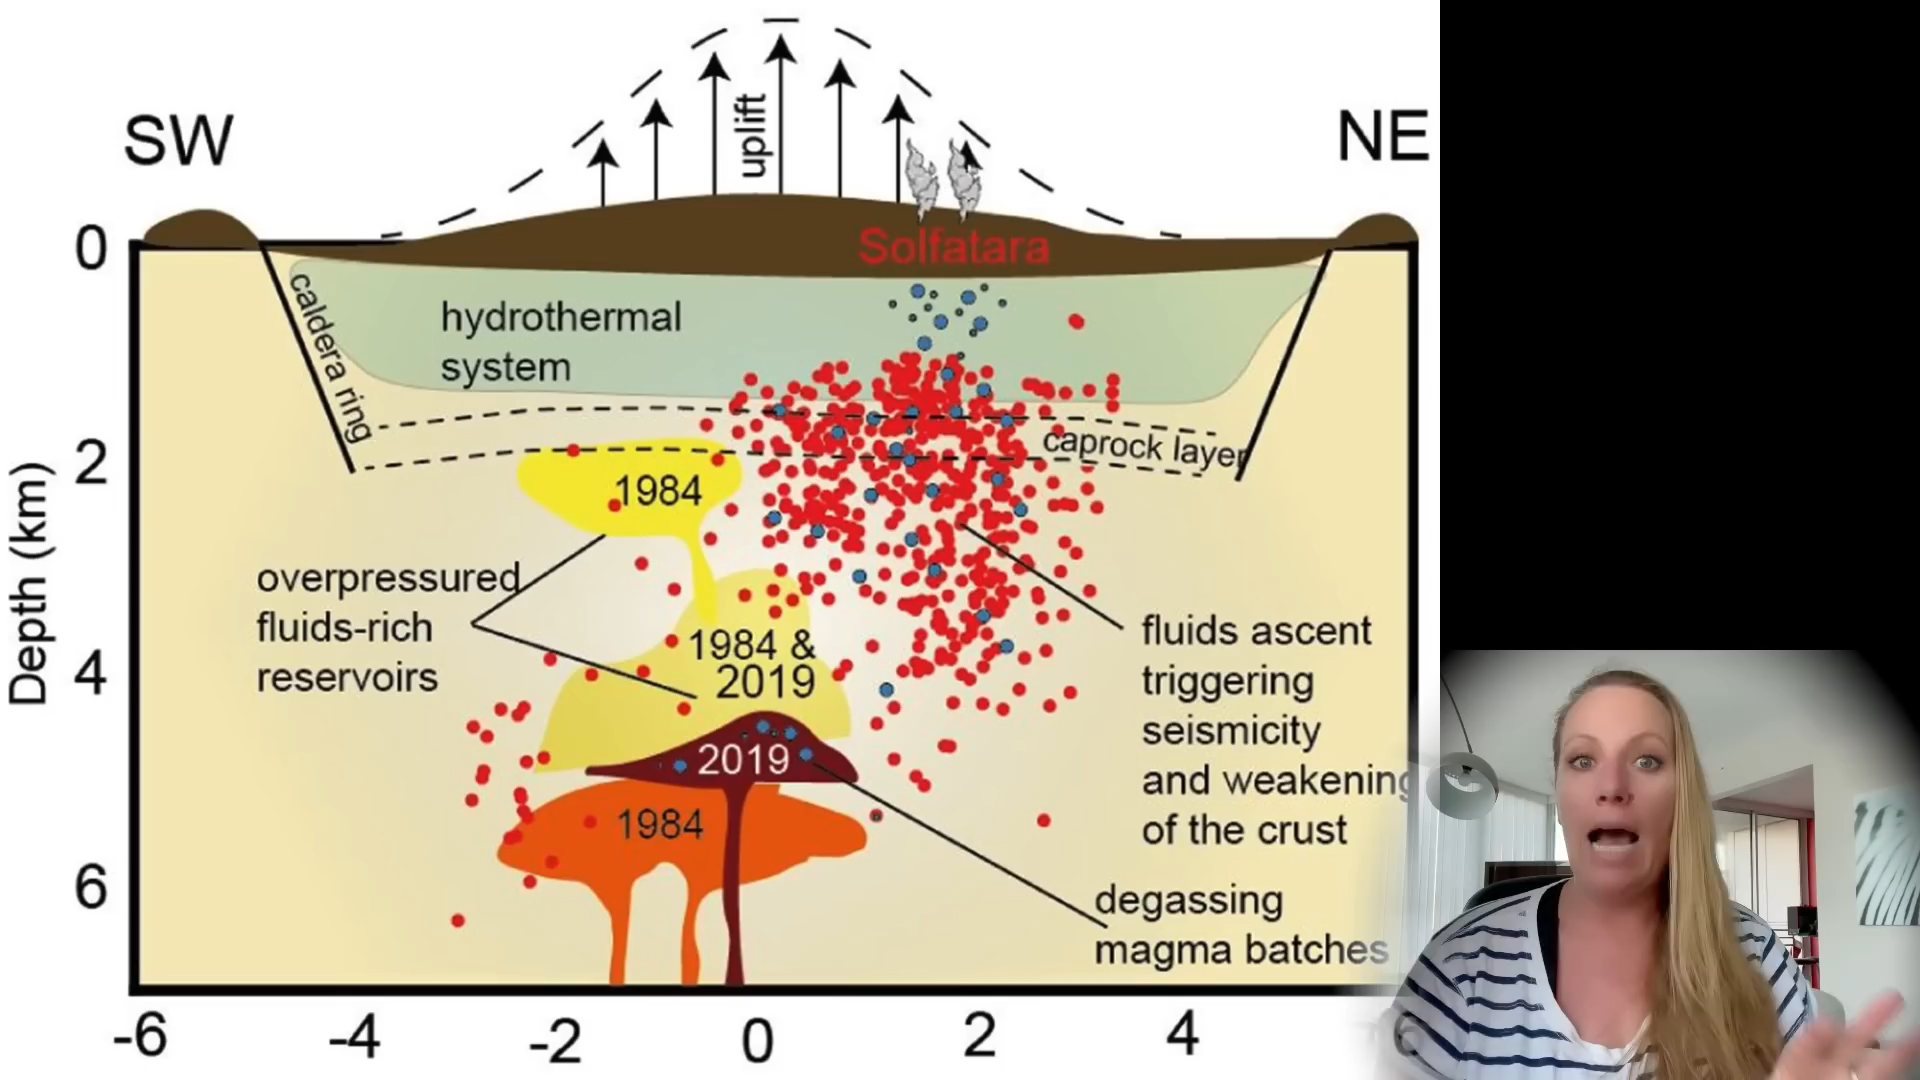 uplift
SW
NE
Solfatara
0
caldera ring
hydrothermal
system
caprock layer
2
1984
Depth (km)
overpressured
fluids-rich
reservoirs
1984 &
2019
fluids ascent
triggering
seismicity
and weakening
of the crust
4
2019
1984
6
degassing
magma batches
-6
-4
-2
0
2
4
6